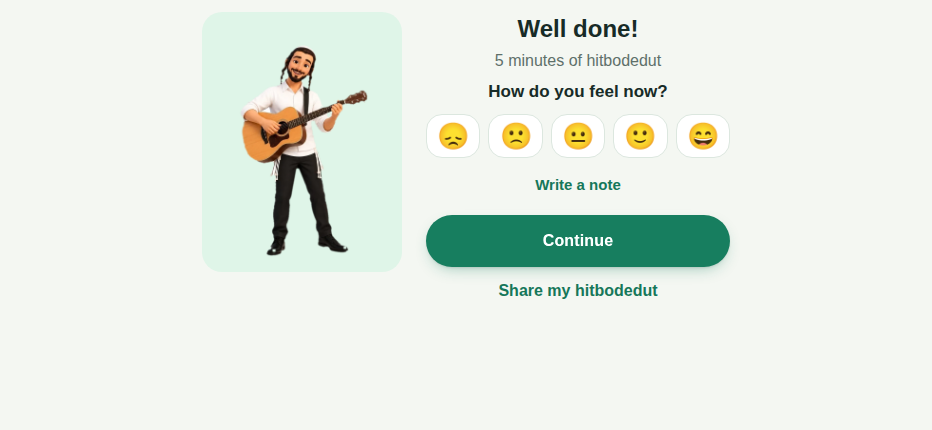 Well done!
5 minutes of hitbodedut
How do you feel now?
Write a note
Continue
Share my hitbodedut